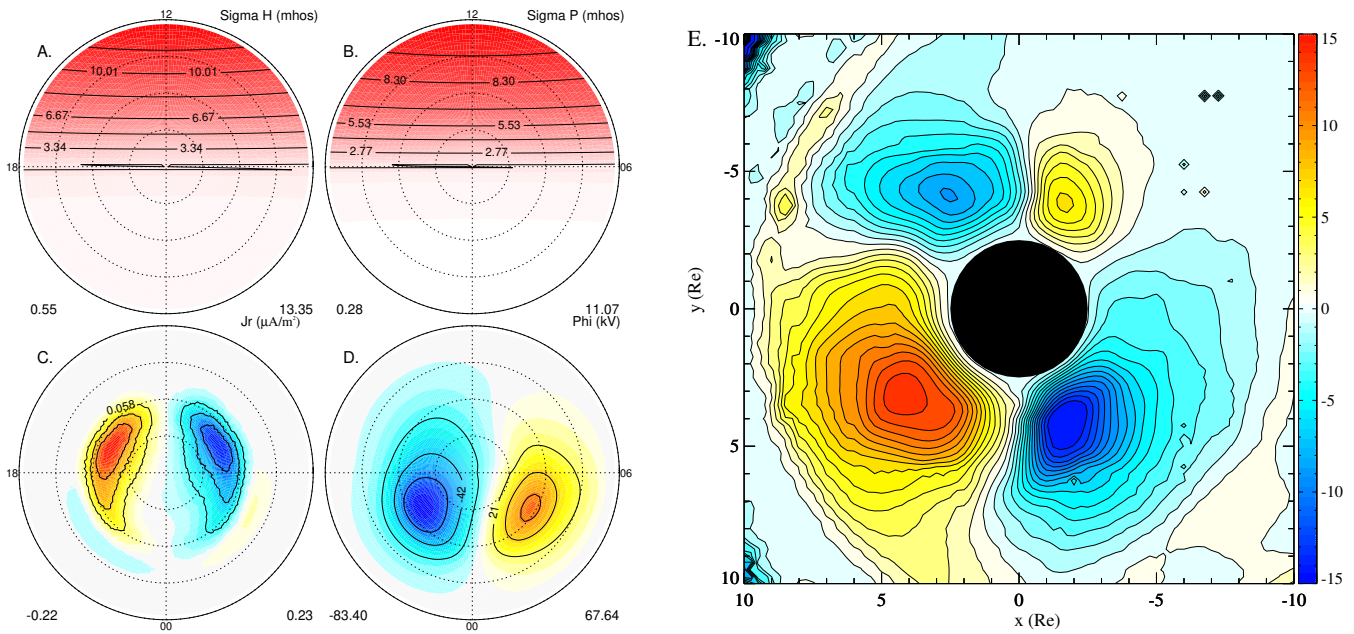 12
Sigma H (mhos)
A.
10.01 10.01
6.67 6.67
3.34 3.34
18
0.55 13.35
12
Sigma P (mhos)
B.
8.30 8.30
5.53 5.53
2.77 2.77
06
0.28 11.07
Jr (µA/m²)
C.
0.058
18
-0.22 0.23
00
Phi (kV)
D.
42
21
06
-83.40 67.64
00
E.
-10
-5
0
5
10
y (Re)
10 5 0 -5 -10
x (Re)
15
10
5
0
-5
-10
-15